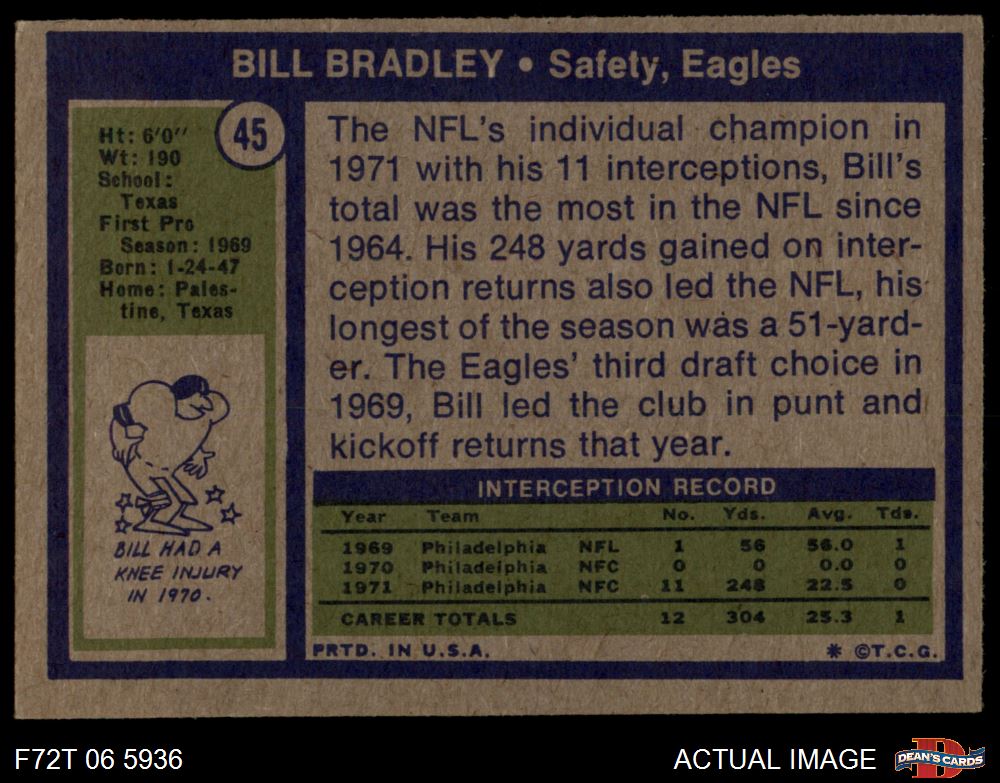 BILL BRADLEY • Safety, Eagles
45
Ht: 6'0"
Wt: 190
School:
Texas
First Pro
Season: 1969
Born: 1-24-47
Home: Pales-
tine, Texas
BILL HAD A
KNEE INJURY
IN 1970.
The NFL's individual champion in
1971 with his 11 interceptions, Bill's
total was the most in the NFL since
1964. His 248 yards gained on inter-
ception returns also led the NFL, his
longest of the season was a 51-yard-
er. The Eagles' third draft choice in
1969, Bill led the club in punt and
kickoff returns that year.
INTERCEPTION RECORD
Year Team No. Yds. Avg. Tds.
1969 Philadelphia NFL 1 56 56.0 1
1970 Philadelphia NFC 0 0 0.0 0
1971 Philadelphia NFC 11 248 22.5 0
CAREER TOTALS 12 304 25.3 1
PRTD. IN U.S.A. * ©T.C.G.
F72T 06 5936 ACTUAL IMAGE D DEAN'S CARDS